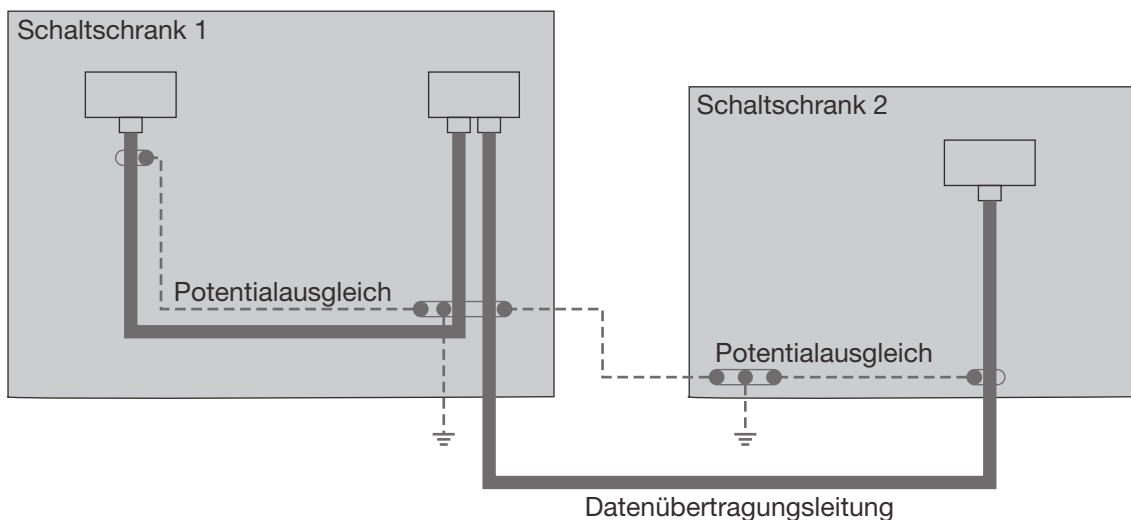 Schaltschrank 1
Schaltschrank 2
Potentialausgleich
Potentialausgleich
Datenübertragungsleitung